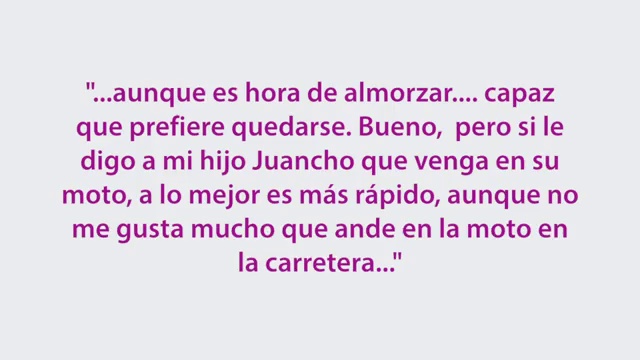 "...aunque es hora de almorzar.... capaz
que prefiere quedarse. Bueno,  pero si le
digo a mi hijo Juancho que venga en su
moto, a lo mejor es más rápido, aunque no
me gusta mucho que ande en la moto en
la carretera..."